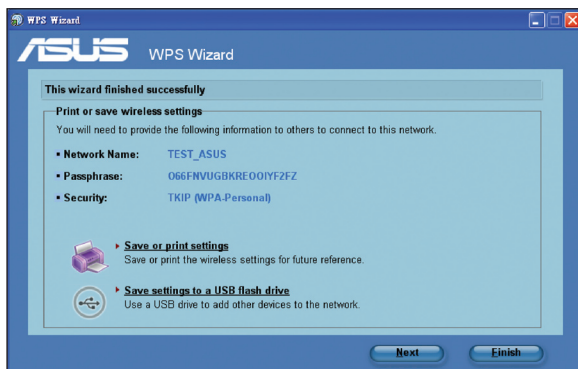 WPS Wizard
ASUS WPS Wizard
This wizard finished successfully
Print or save wireless settings
You will need to provide the following information to others to connect to this network.
Network Name: TEST_ASUS
Passphrase: O66FNVUGBKREOOIYF2FZ
Security: TKIP (WPA-Personal)
Save or print settings
Save or print the wireless settings for future reference.
Save settings to a USB flash drive
Use a USB drive to add other devices to the network.
Next Finish